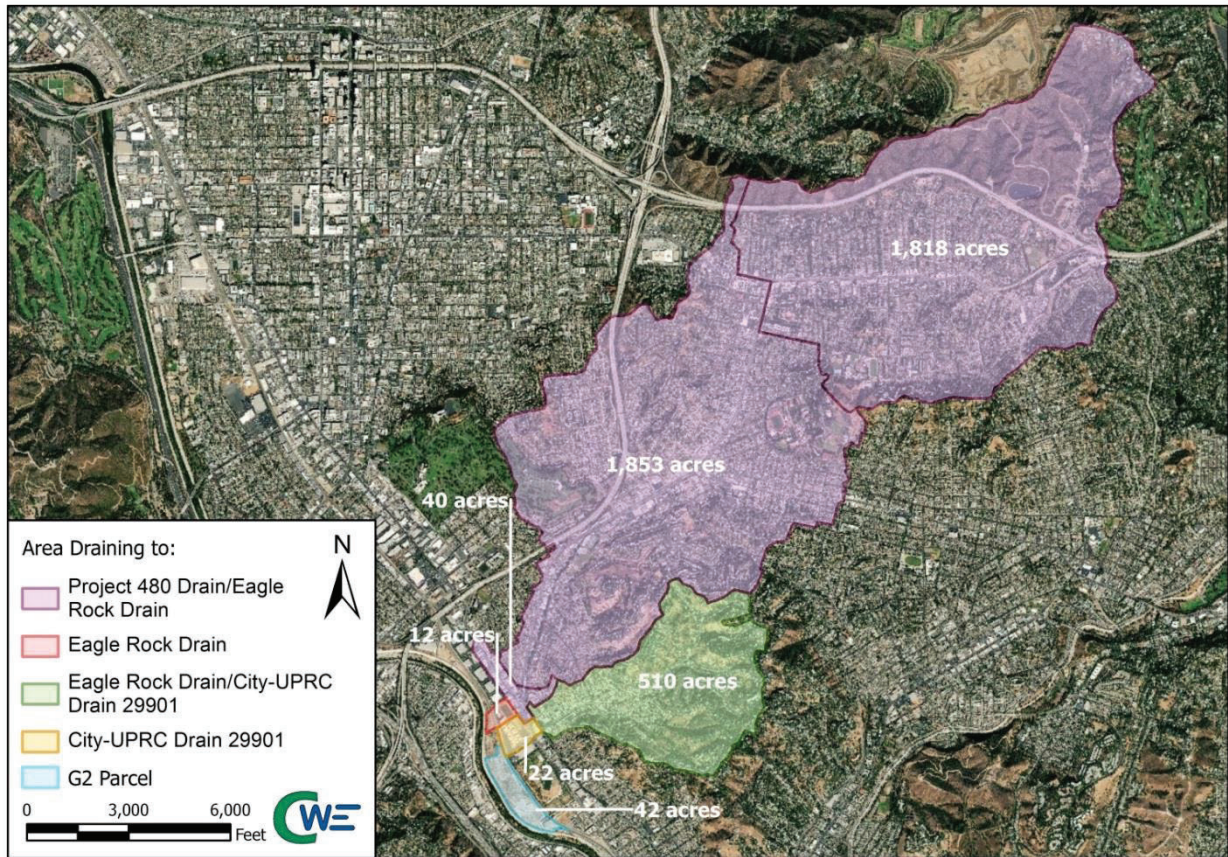 1,818 acres
1,853 acres
40 acres
12 acres
510 acres
22 acres
42 acres
Area Draining to:
N
Project 480 Drain/Eagle
Rock Drain
Eagle Rock Drain
Eagle Rock Drain/City-UPRC
Drain 29901
City-UPRC Drain 29901
G2 Parcel
0 3,000 6,000
Feet
CWE